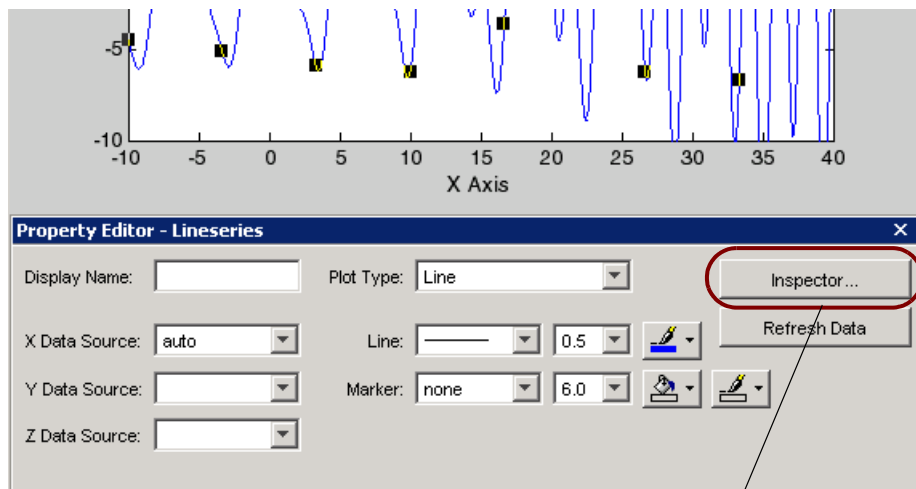 -5
-10
-10 -5 0 5 10 15 20 25 30 35 40
X Axis
Property Editor - Lineseries
Display Name: Plot Type: Line Inspector...
X Data Source: auto Line: 0.5 Refresh Data
Y Data Source: Marker: none 6.0
Z Data Source: